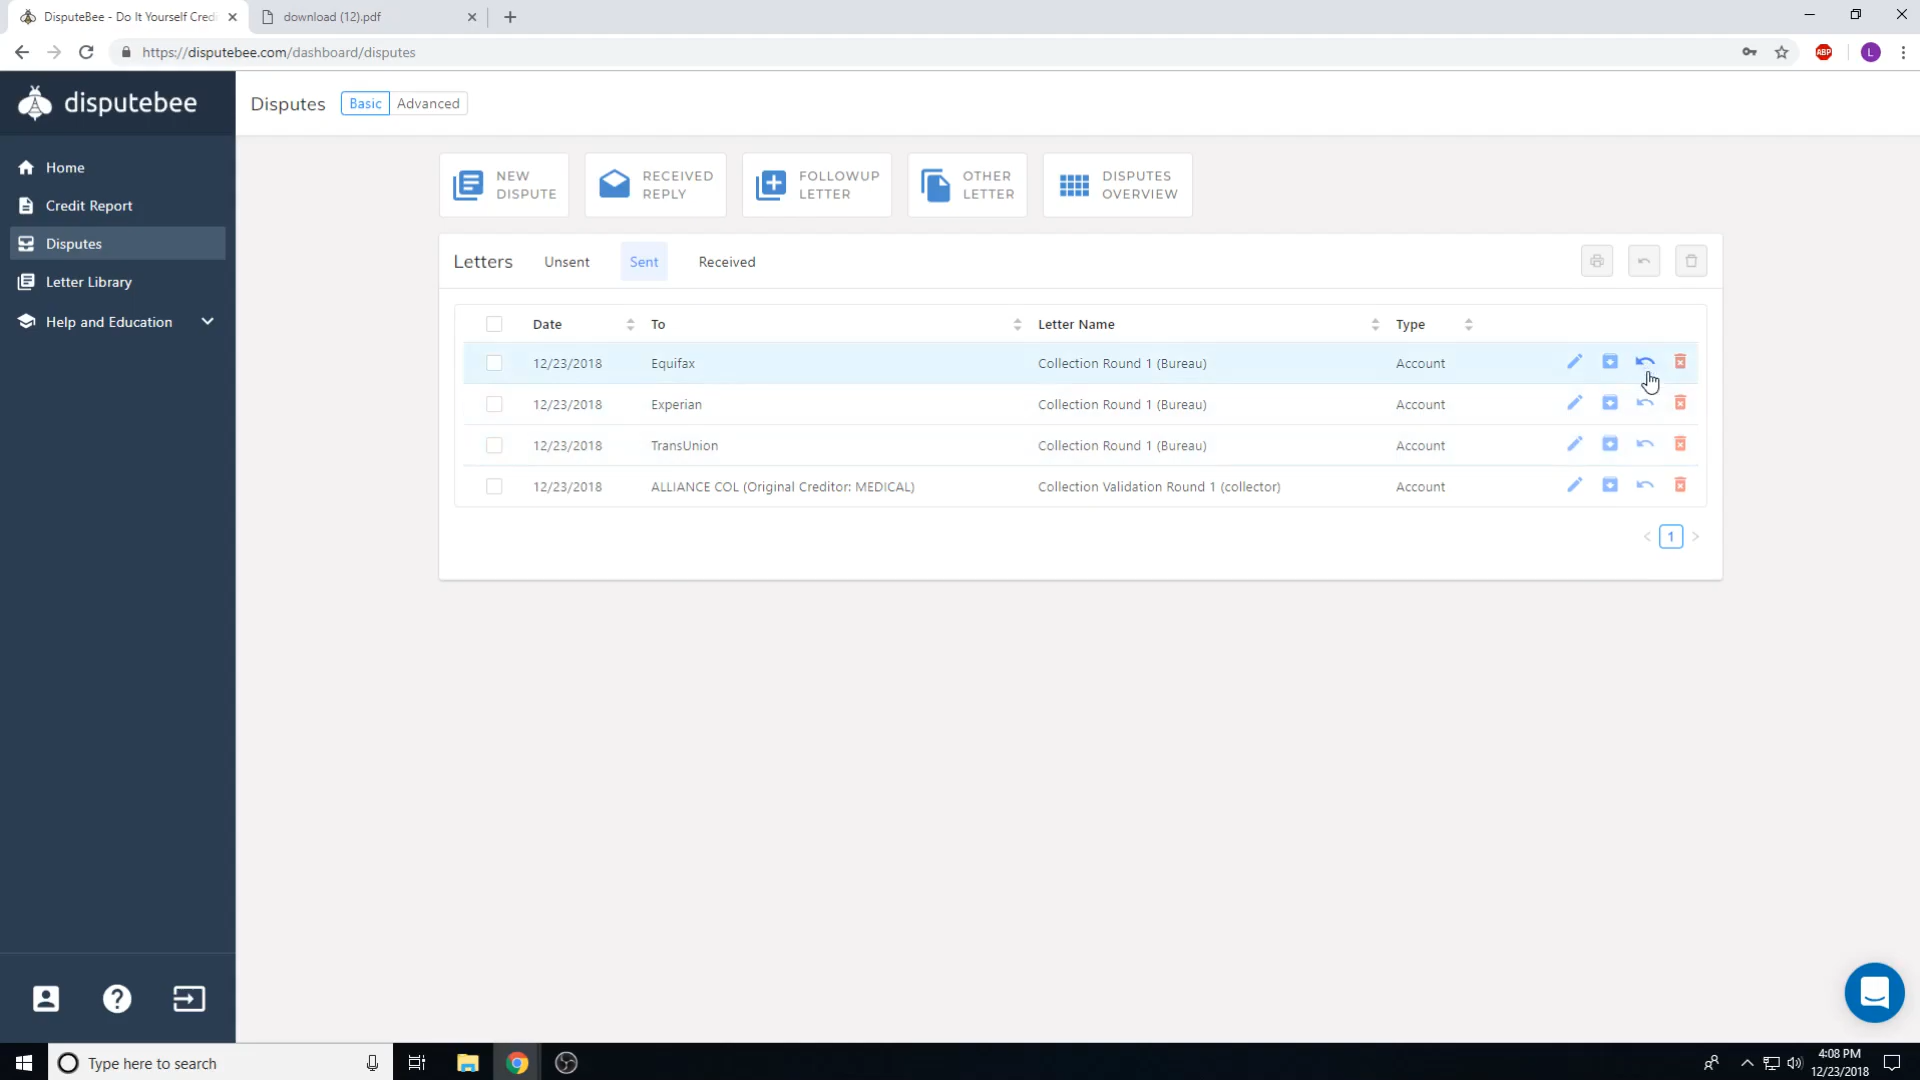 DisputeBee - Do It Yourself Credi
download (12).pdf
https://disputebee.com/dashboard/disputes
ABP
L
disputebee
Disputes
Basic
Advanced
Home
Credit Report
Disputes
Letter Library
Help and Education
NEW DISPUTE
RECEIVED REPLY
FOLLOWUP LETTER
OTHER LETTER
DISPUTES OVERVIEW
Letters Unsent Sent Received
Date To Letter Name Type
12/23/2018 Equifax Collection Round 1 (Bureau) Account
12/23/2018 Experian Collection Round 1 (Bureau) Account
12/23/2018 TransUnion Collection Round 1 (Bureau) Account
12/23/2018 ALLIANCE COL (Original Creditor: MEDICAL) Collection Validation Round 1 (collector) Account
1
Type here to search
4:08 PM
12/23/2018